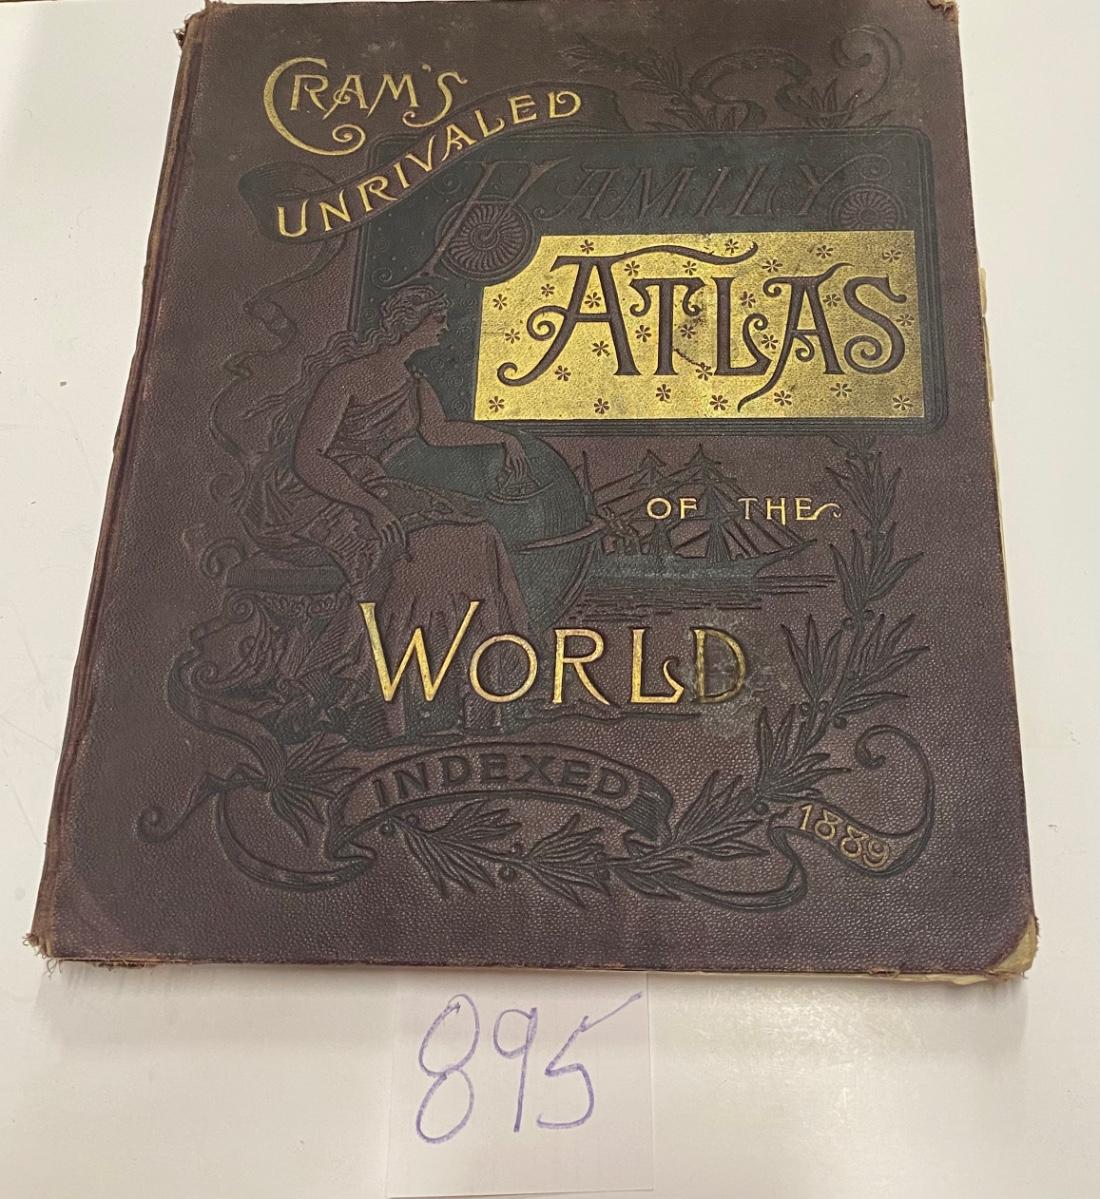 CRAM'S
UNRIVALED
FAMILY
ATLAS
OF THE
WORLD
INDEXED
1889
895